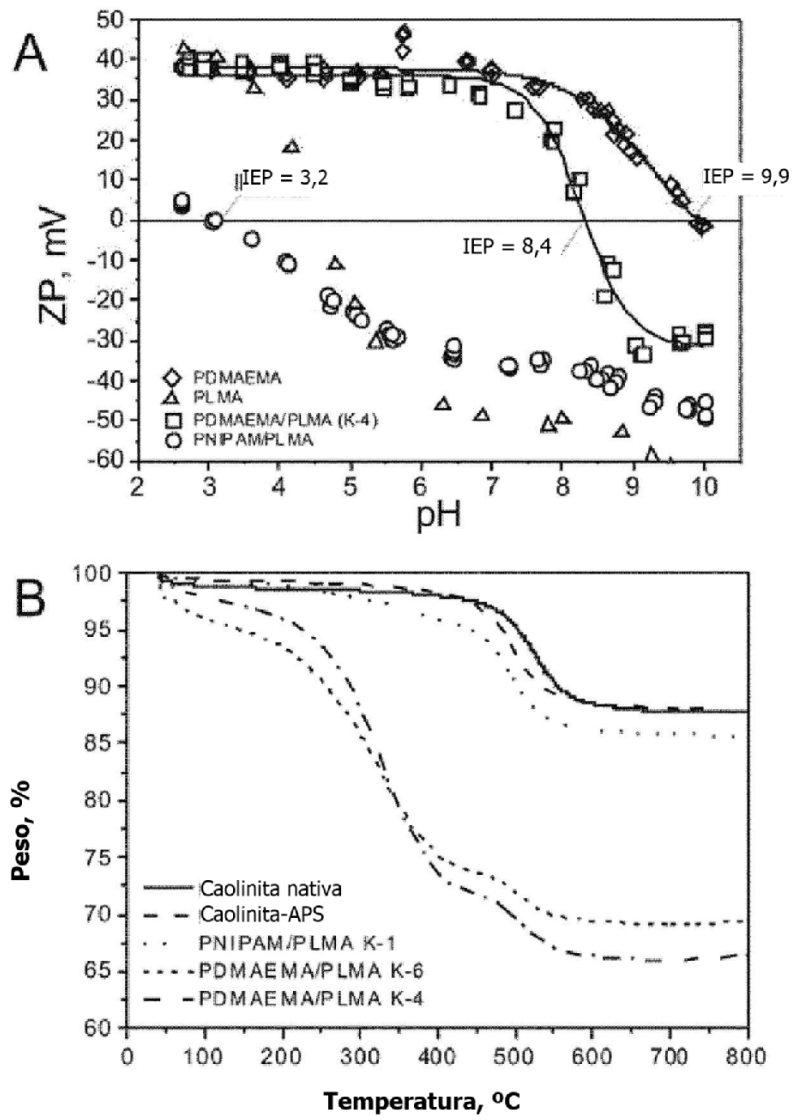 A
50
40
30
20
10
0
-10
-20
-30
-40
-50
-60
ZP, mV
IEP = 3,2
IEP = 9,9
IEP = 8,4
PDMAEMA
PLMA
PDMAEMA/PLMA (K-4)
PNIPAM/PLMA
2 3 4 5 6 7 8 9 10
pH
B
100
95
90
85
80
75
70
65
60
Peso, %
Caolinita nativa
Caolinita-APS
PNIPAM/PLMA K-1
PDMAEMA/PLMA K-6
PDMAEMA/PLMA K-4
0 100 200 300 400 500 600 700 800
Temperatura, ºC